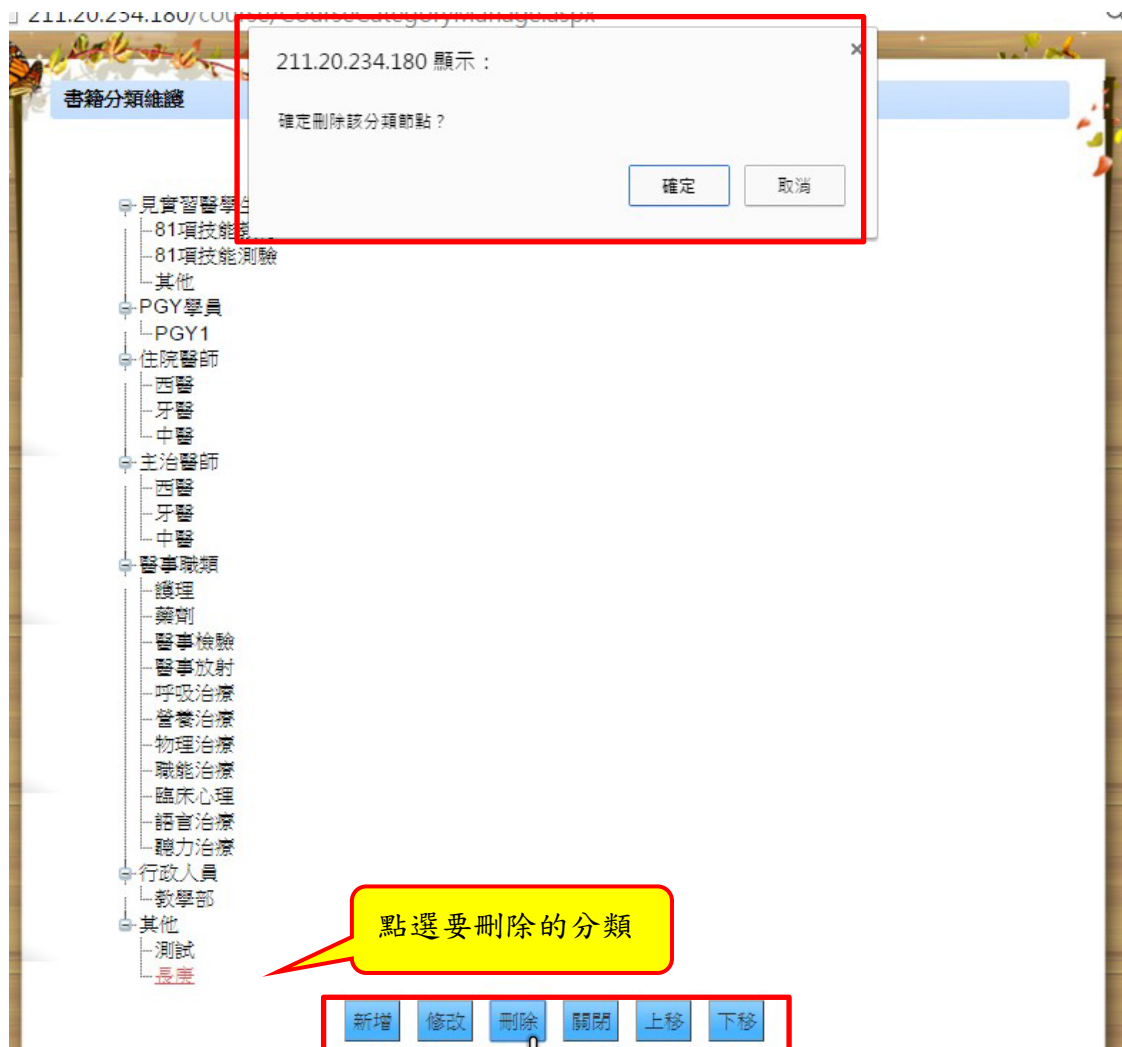 211.20.234.180/course/CourseCategoryManage.aspx
211.20.234.180 顯示：
×
書籍分類維護
確定刪除該分類節點？
確定 取消
見實習醫學生
81項技能
81項技能測驗
其他
PGY學員
PGY1
住院醫師
西醫
牙醫
中醫
主治醫師
西醫
牙醫
中醫
醫事職類
護理
藥劑
醫事檢驗
醫事放射
呼吸治療
營養治療
物理治療
職能治療
臨床心理
語言治療
聽力治療
行政人員
教學部
其他
點選要刪除的分類
測試
長庚
新增 修改 刪除 關閉 上移 下移